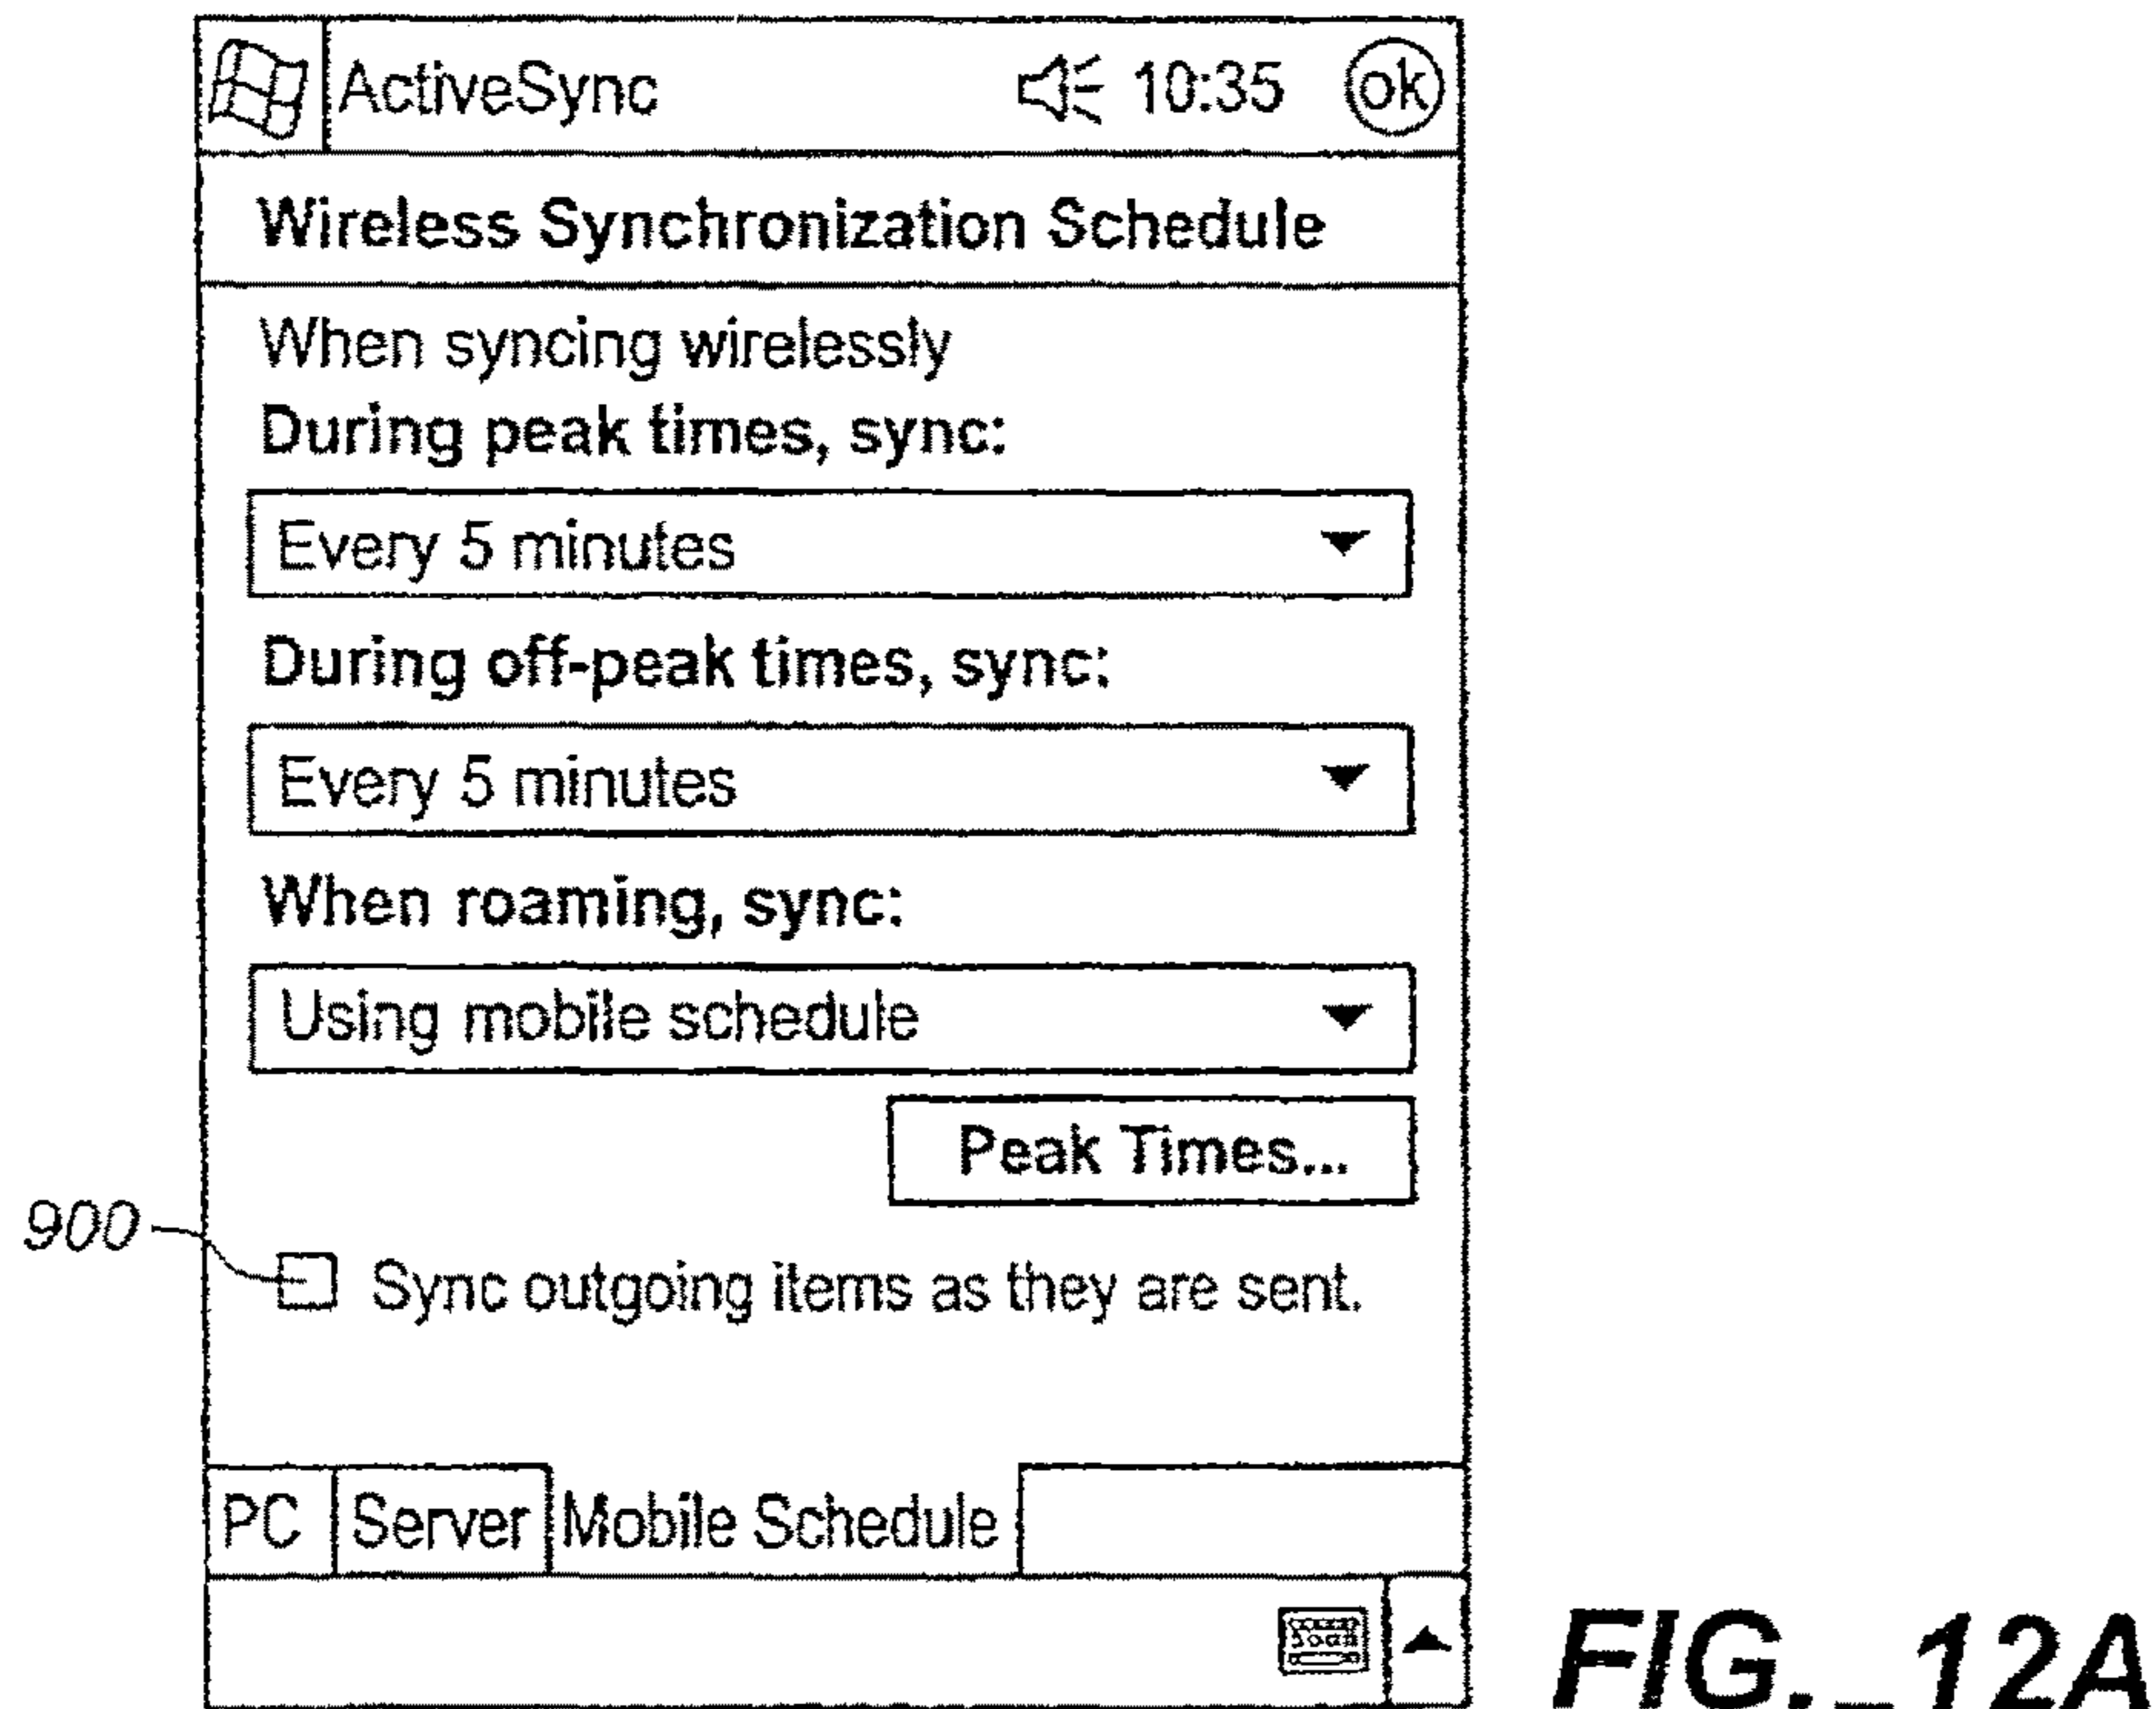 ActiveSync 10:35 ok
Wireless Synchronization Schedule
When syncing wirelessly
During peak times, sync:
Every 5 minutes
During off-peak times, sync:
Every 5 minutes
When roaming, sync:
Using mobile schedule
Peak Times...
900
Sync outgoing items as they are sent.
PC Server Mobile Schedule
FIG._12A